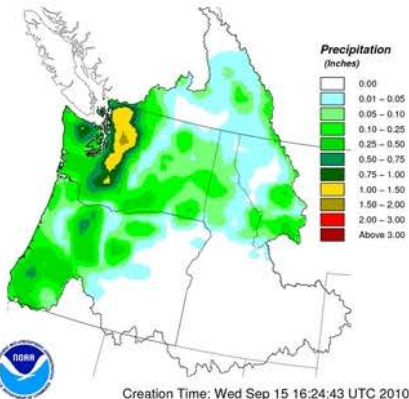 Precipitation
(Inches)
0.00
0.01 – 0.05
0.05 – 0.10
0.10 – 0.25
0.25 – 0.50
0.50 – 0.75
0.75 – 1.00
1.00 – 1.50
1.50 – 2.00
2.00 – 3.00
Above 3.00
noaa
Creation Time: Wed Sep 15 16:24:43 UTC 2010